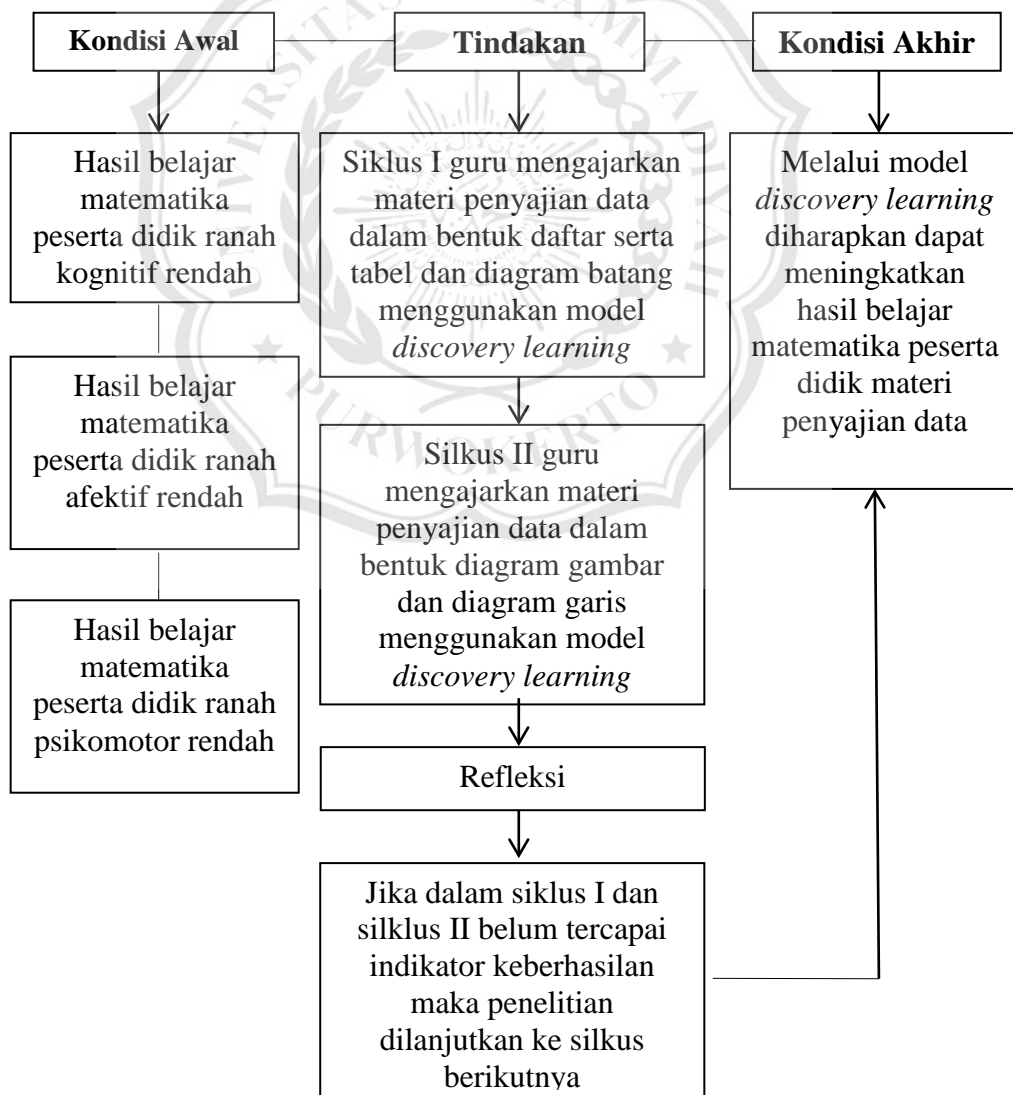 Kondisi Awal
Tindakan
Kondisi Akhir
Hasil belajar
matematika
peserta didik ranah
kognitif rendah
Hasil belajar
matematika
peserta didik ranah
afektif rendah
Hasil belajar
matematika
peserta didik ranah
psikomotor rendah
Siklus I guru mengajarkan
materi penyajian data
dalam bentuk daftar serta
tabel dan diagram batang
menggunakan model
discovery learning
Silkus II guru
mengajarkan materi
penyajian data dalam
bentuk diagram gambar
dan diagram garis
menggunakan model
discovery learning
Refleksi
Jika dalam siklus I dan
silklus II belum tercapai
indikator keberhasilan
maka penelitian
dilanjutkan ke silkus
berikutnya
Melalui model
discovery learning
diharapkan dapat
meningkatkan
hasil belajar
matematika peserta
didik materi
penyajian data
PURWOKERTO